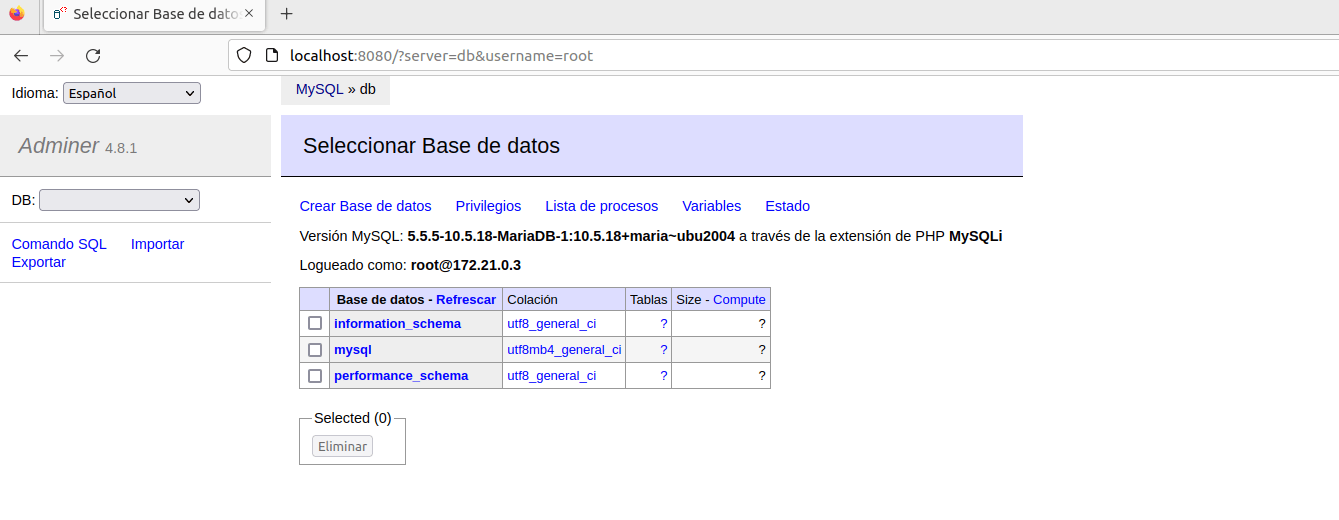 Seleccionar Base de datos
localhost:8080/?server=db&username=root
Idioma: Español
MySQL » db
Adminer 4.8.1
Seleccionar Base de datos
DB:
Comando SQL Importar
Exportar
Crear Base de datos Privilegios Lista de procesos Variables Estado
Versión MySQL: 5.5.5-10.5.18-MariaDB-1:10.5.18+maria~ubu2004 a través de la extensión de PHP MySQLi
Logueado como: root@172.21.0.3
Base de datos - Refrescar Colación Tablas Size - Compute
information_schema utf8_general_ci ? ?
mysql utf8mb4_general_ci ? ?
performance_schema utf8_general_ci ? ?
Selected (0)
Eliminar